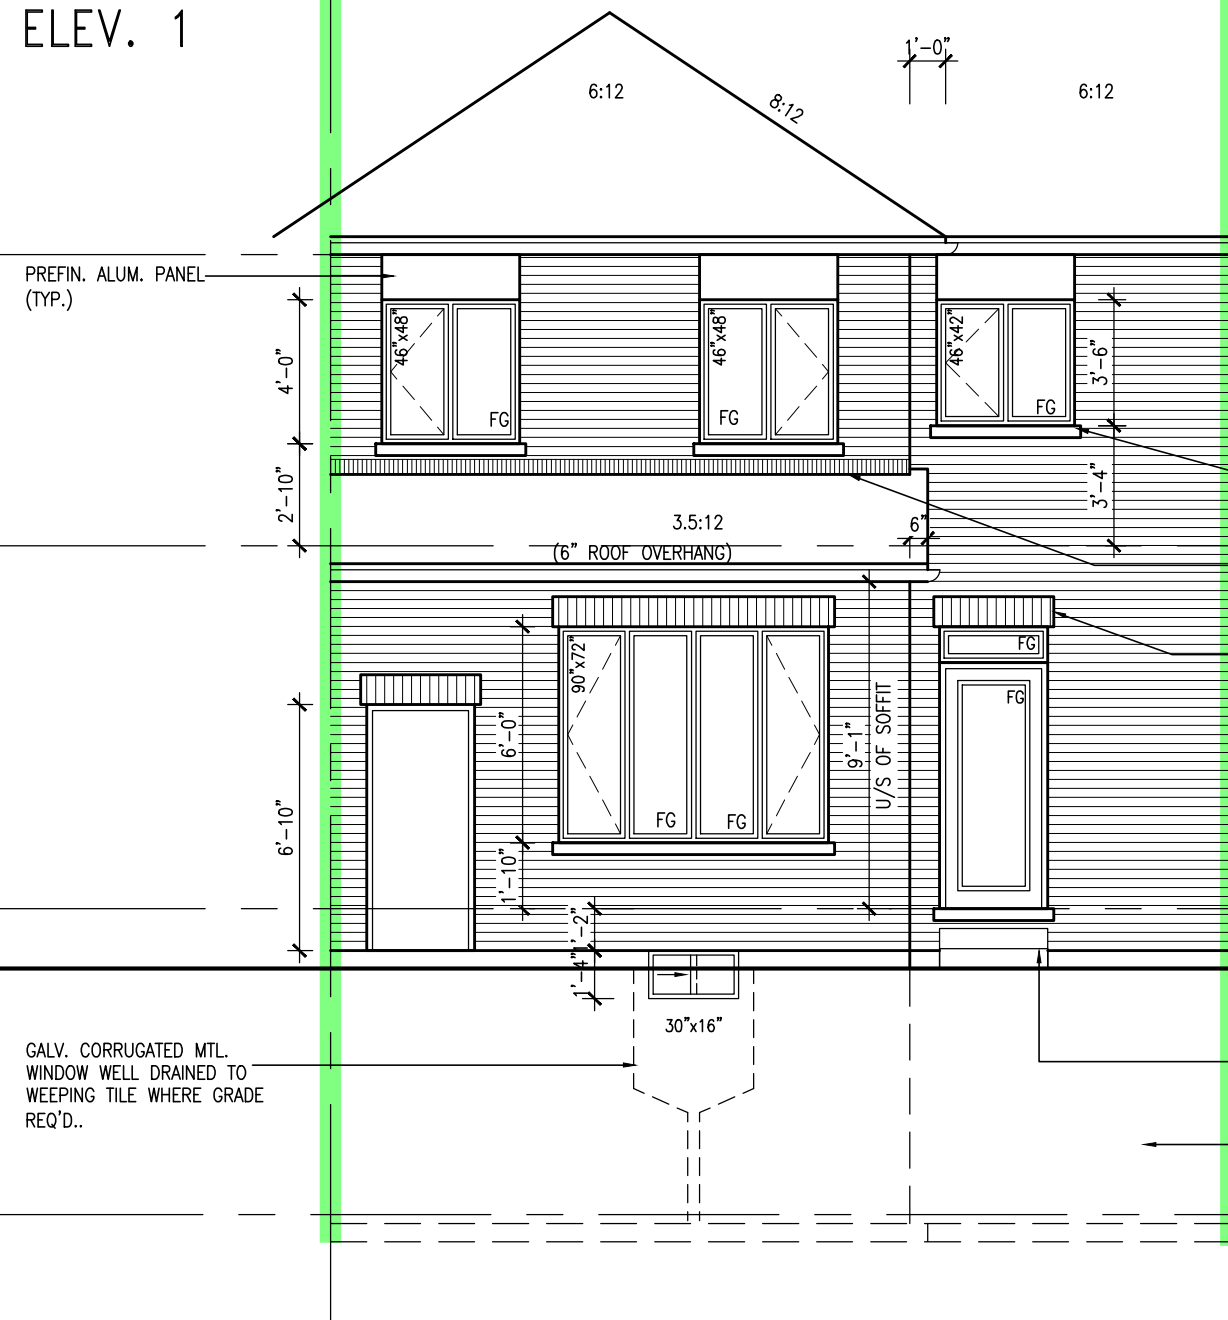 ELEV. 1
1'-0"
6:12
8:12
6:12
PREFIN. ALUM. PANEL
(TYP.)
46"x48"
46"x48"
46"x42"
4'-0"
3'-6"
FG
FG
FG
2'-10"
3'-4"
3.5:12
6"
(6" ROOF OVERHANG)
90"x72"
FG
FG
6'-0"
9'-1"
U/S OF SOFFIT
6'-10"
FG
FG
1'-10"
1'-2"
1'-4"
30"x16"
GALV. CORRUGATED MTL.
WINDOW WELL DRAINED TO
WEEPING TILE WHERE GRADE
REQ'D..